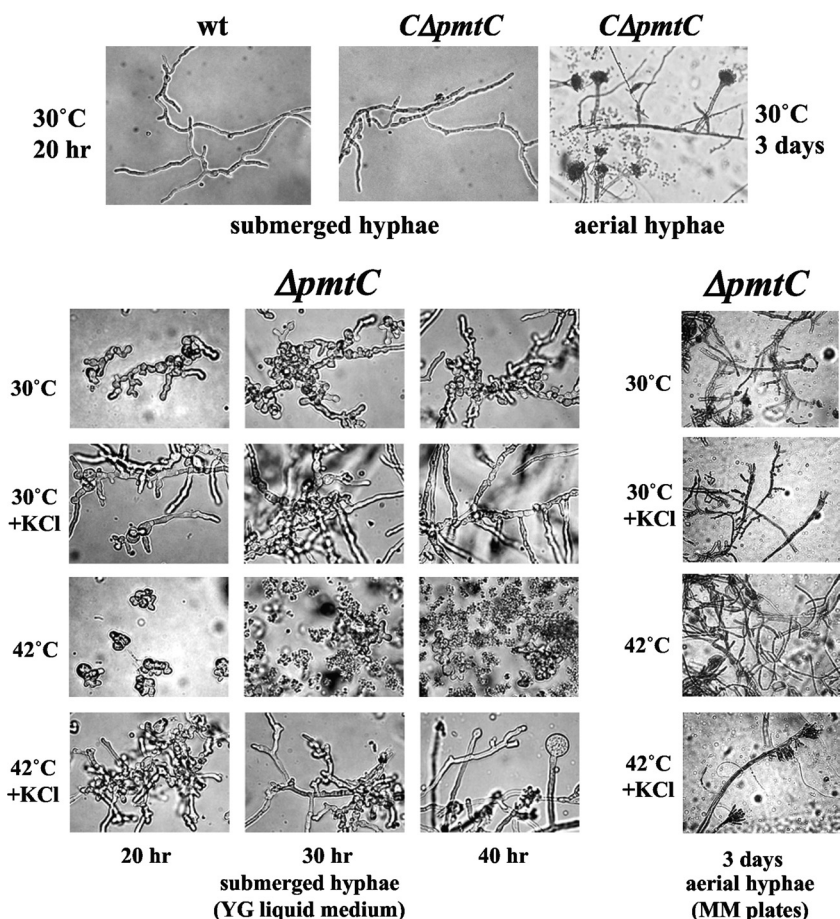 wt
CΔpmtC
CΔpmtC
30°C
20 hr
30°C
3 days
submerged hyphae
aerial hyphae
ΔpmtC
ΔpmtC
30°C
30°C
30°C
+KCl
30°C
+KCl
42°C
42°C
42°C
+KCl
42°C
+KCl
20 hr
30 hr
40 hr
3 days
submerged hyphae
aerial hyphae
(YG liquid medium)
(MM plates)